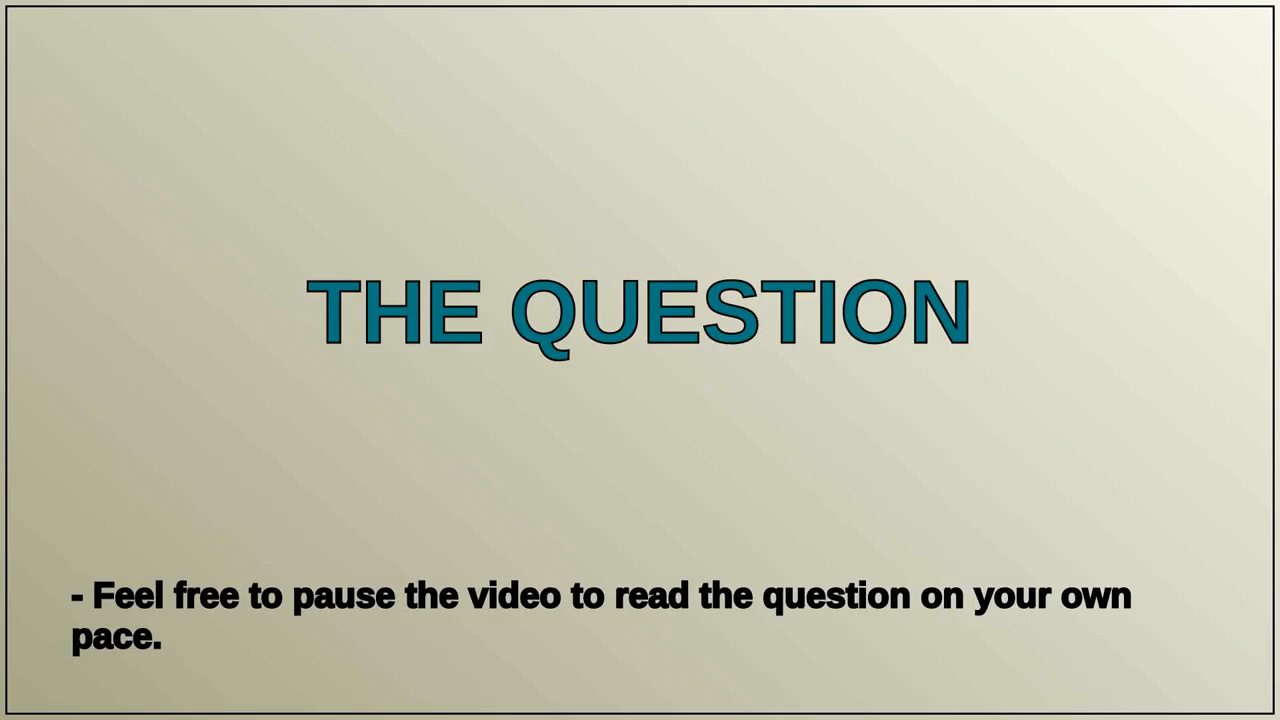 THE QUESTION
- Feel free to pause the video to read the question on your own
pace.